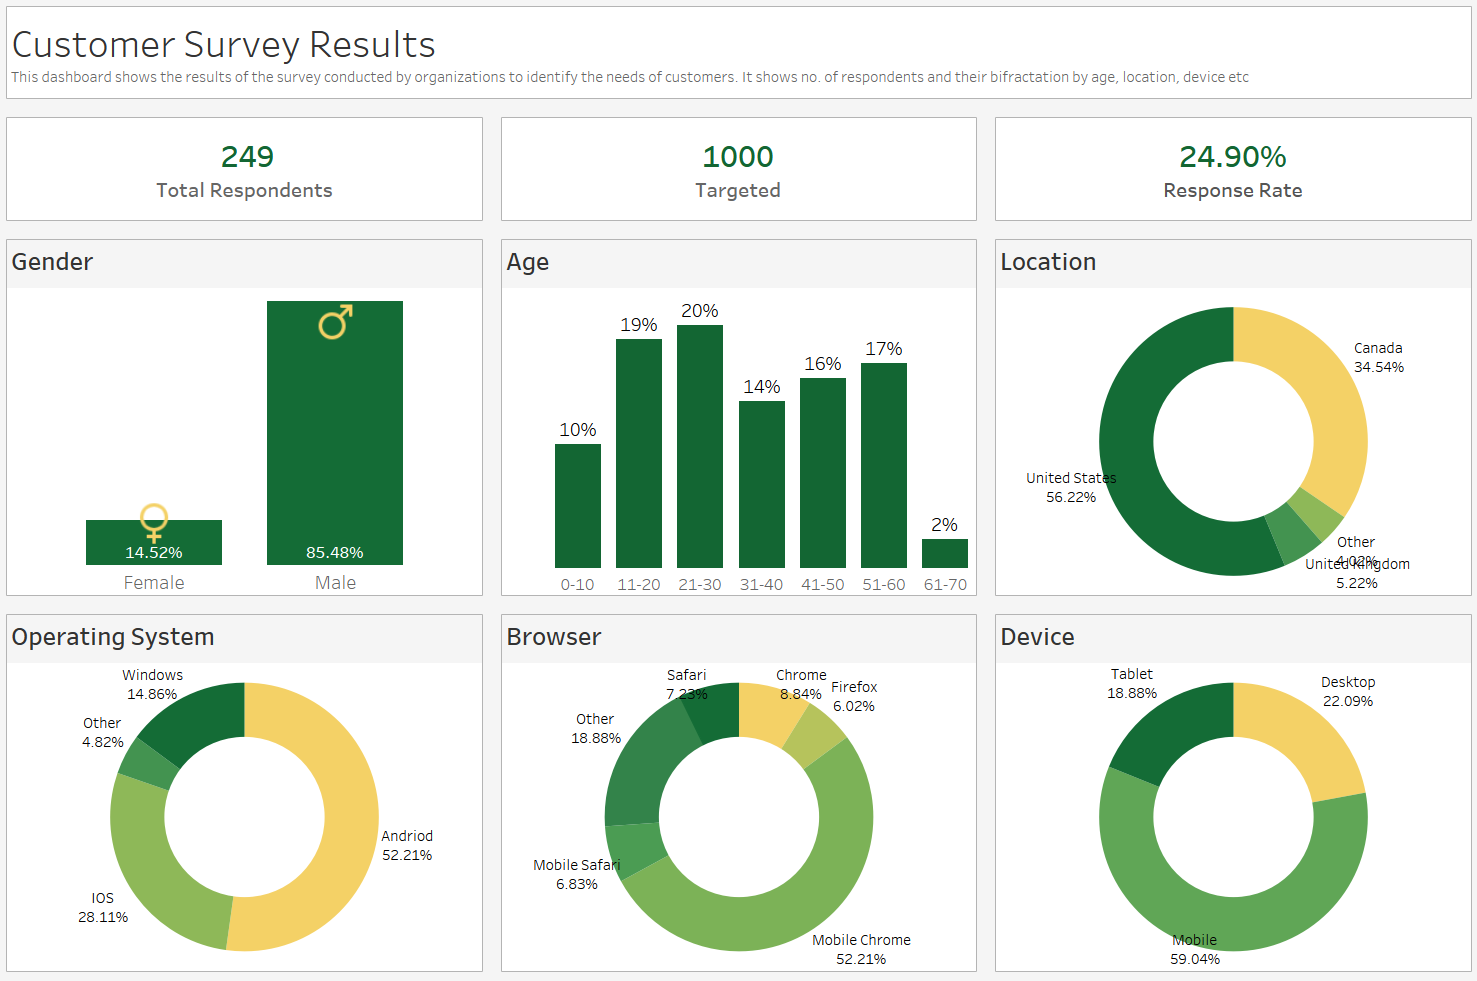 Customer Survey Results
This dashboard shows the results of the survey conducted by organizations to identify the needs of customers. It shows no. of respondents and their bifractation by age, location, device etc
249
Total Respondents
1000
Targeted
24.90%
Response Rate
Gender
14.52%
85.48%
Female
Male
Age
10%
19%
20%
14%
16%
17%
2%
0-10
11-20
21-30
31-40
41-50
51-60
61-70
Location
Canada
34.54%
United States
56.22%
Other
4.02%
United Kingdom
5.22%
Operating System
Windows
14.86%
Other
4.82%
Andriod
52.21%
IOS
28.11%
Browser
Safari
7.23%
Chrome
8.84%
Firefox
6.02%
Other
18.88%
Mobile Safari
6.83%
Mobile Chrome
52.21%
Device
Tablet
18.88%
Desktop
22.09%
Mobile
59.04%